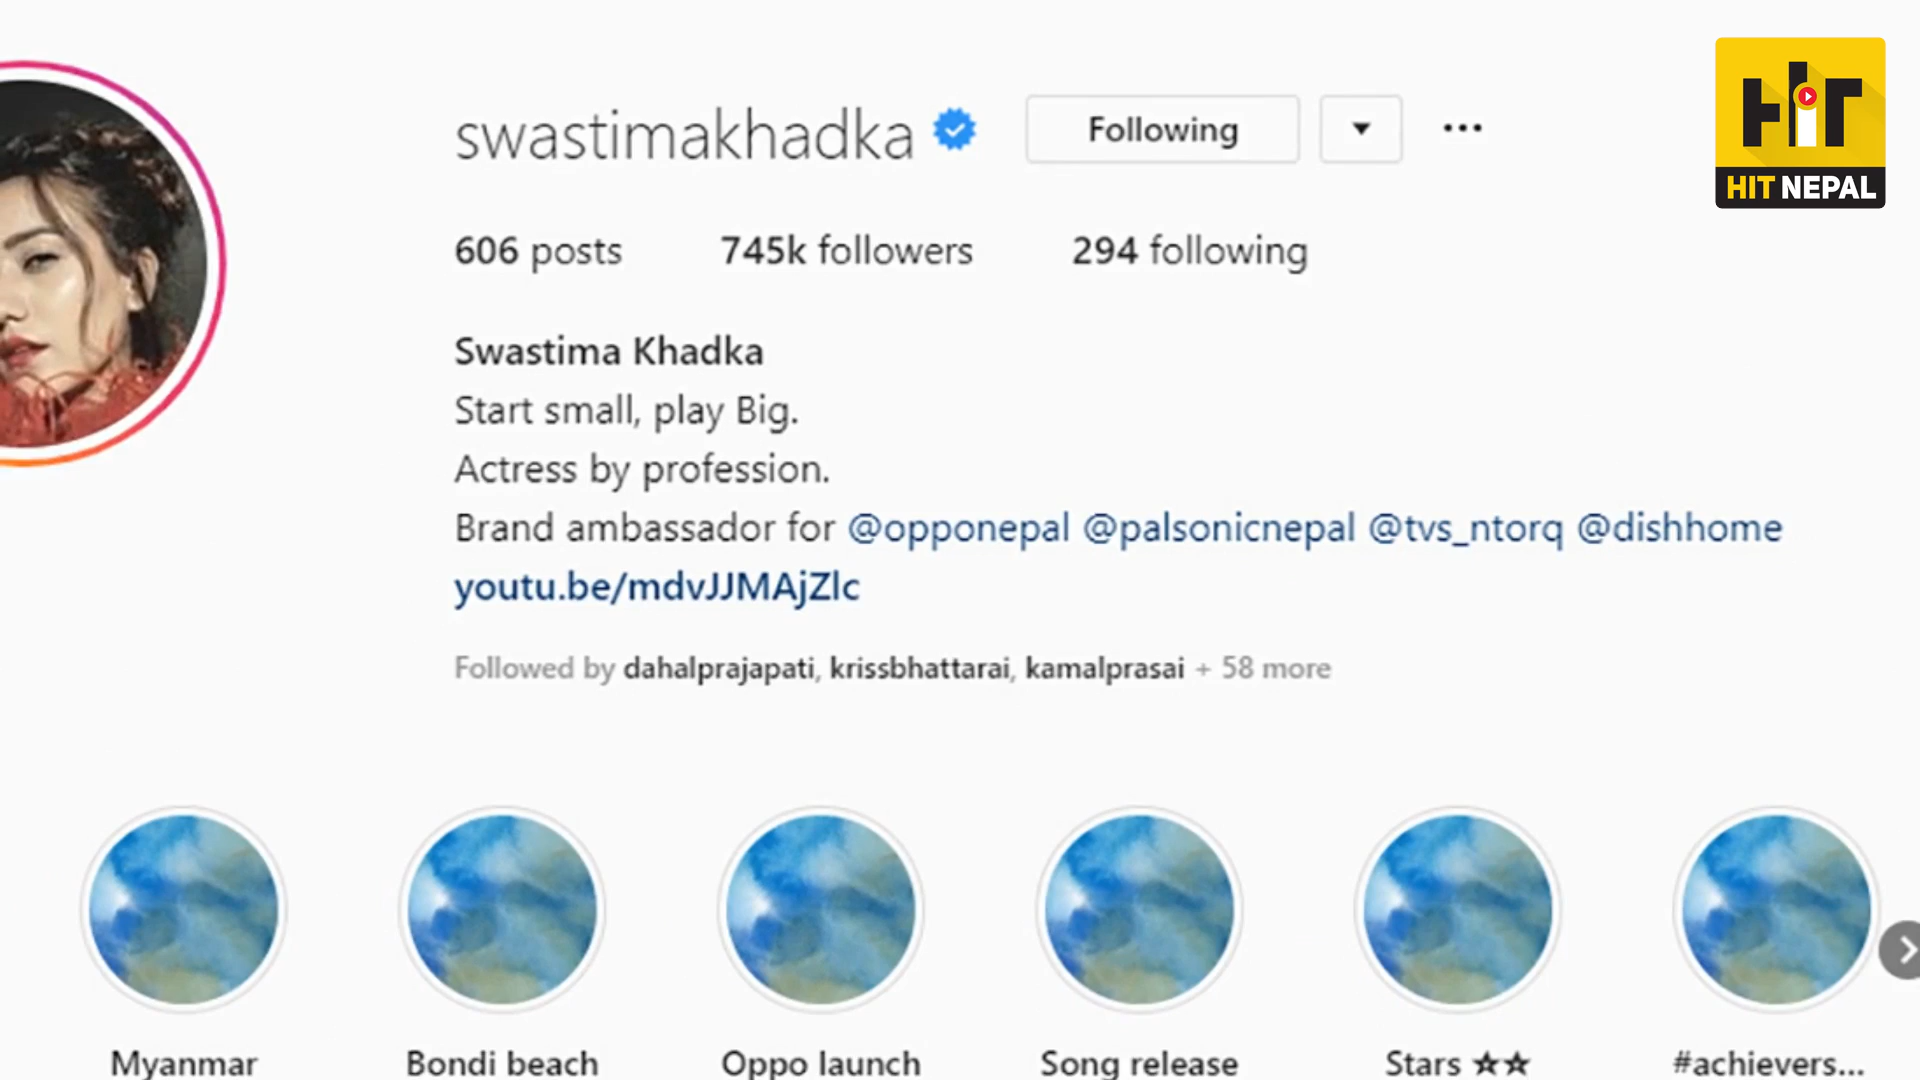 swastimakhadka Following
606 posts 745k followers 294 following
Swastima Khadka
Start small, play Big.
Actress by profession.
Brand ambassador for @opponepal @palsonicnepal @tvs_ntorq @dishhome
youtu.be/mdvJJMAjZlc
Followed by dahalprajapati, krissbhattarai, kamalprasai + 58 more
Myanmar Bondi beach Oppo launch Song release Stars ★★ #achievers...
HiT
HIT NEPAL